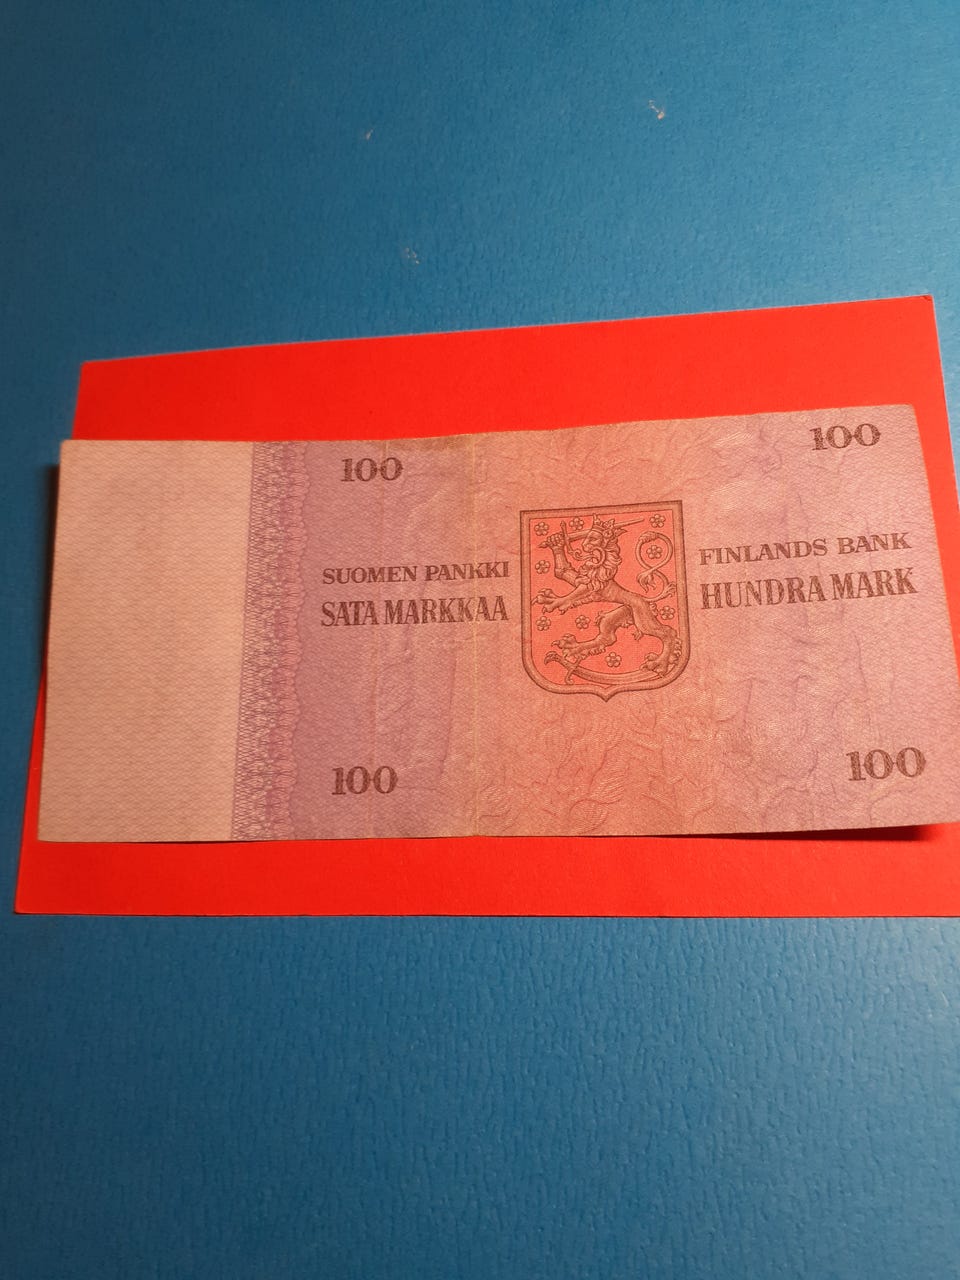 100
100
SUOMEN PANKKI
SATA MARKKAA
FINLANDS BANK
HUNDRA MARK
100
100